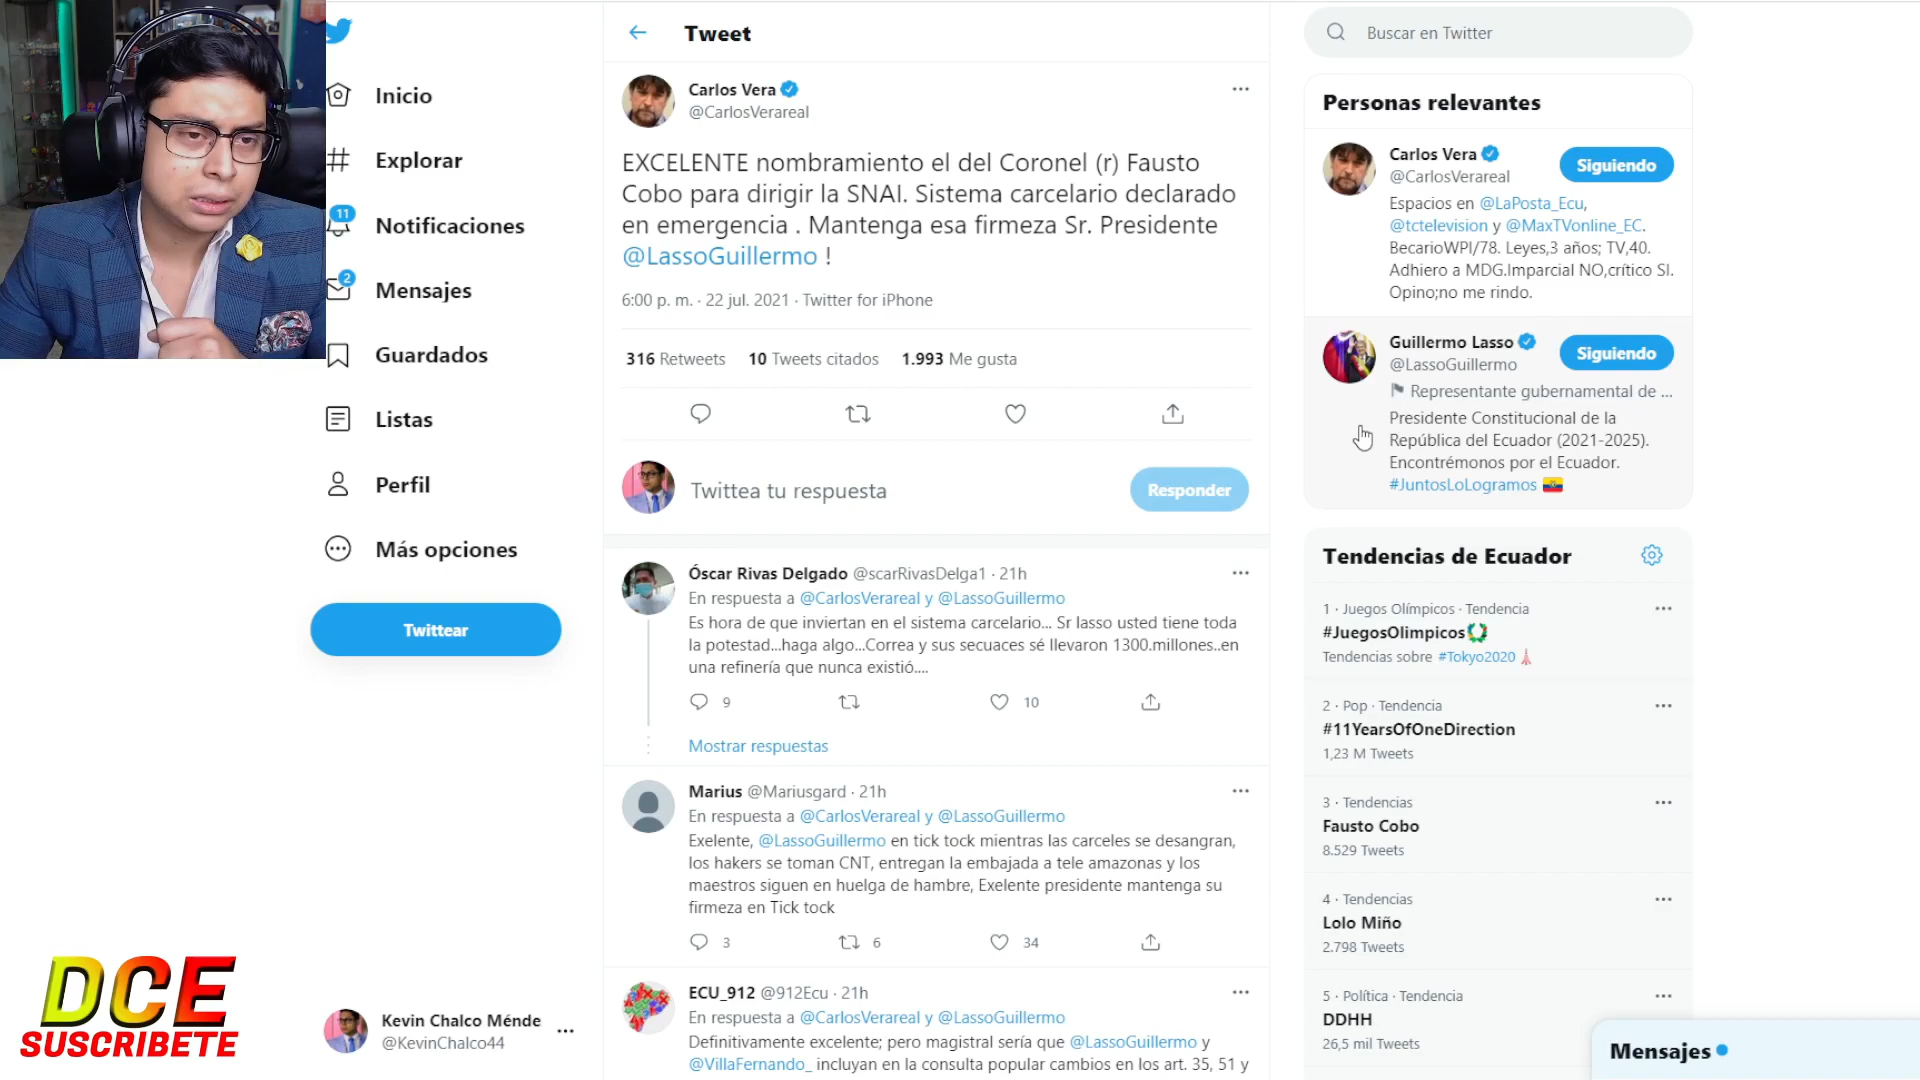 Inicio
Explorar
11
Notificaciones
2
Mensajes
Guardados
Listas
Perfil
Más opciones
Twittear
Kevin Chalco Ménde
@KevinChalco44
DCE
SUSCRIBETE
Tweet
Carlos Vera
@CarlosVerareal
EXCELENTE nombramiento el del Coronel (r) Fausto
Cobo para dirigir la SNAI. Sistema carcelario declarado
en emergencia . Mantenga esa firmeza Sr. Presidente
@LassoGuillermo !
6:00 p. m. · 22 jul. 2021 · Twitter for iPhone
316 Retweets 10 Tweets citados 1.993 Me gusta
Twittea tu respuesta
Responder
Óscar Rivas Delgado @scarRivasDelga1 · 21h
En respuesta a @CarlosVerareal y @LassoGuillermo
Es hora de que inviertan en el sistema carcelario... Sr lasso usted tiene toda
la potestad...haga algo...Correa y sus secuaces sé llevaron 1300.millones..en
una refinería que nunca existió....
9 10
Mostrar respuestas
Marius @Mariusgard · 21h
En respuesta a @CarlosVerareal y @LassoGuillermo
Exelente, @LassoGuillermo en tick tock mientras las carceles se desangran,
los hakers se toman CNT, entregan la embajada a tele amazonas y los
maestros siguen en huelga de hambre, Exelente presidente mantenga su
firmeza en Tick tock
3 6 34
ECU_912 @912Ecu · 21h
En respuesta a @CarlosVerareal y @LassoGuillermo
Definitivamente excelente; pero magistral sería que @LassoGuillermo y
@VillaFernando_ incluyan en la consulta popular cambios en los art. 35, 51 y
Buscar en Twitter
Personas relevantes
Carlos Vera
@CarlosVerareal
Siguiendo
Espacios en @LaPosta_Ecu,
@tctelevision y @MaxTVonline_EC.
BecarioWPI/78. Leyes,3 años; TV,40.
Adhiero a MDG.Imparcial NO,crítico SI.
Opino;no me rindo.
Guillermo Lasso
@LassoGuillermo
Siguiendo
Representante gubernamental de ...
Presidente Constitucional de la
República del Ecuador (2021-2025).
Encontrémonos por el Ecuador.
#JuntosLoLogramos
Tendencias de Ecuador
1 · Juegos Olímpicos · Tendencia
#JuegosOlimpicos
Tendencias sobre #Tokyo2020
2 · Pop · Tendencia
#11YearsOfOneDirection
1,23 M Tweets
3 · Tendencias
Fausto Cobo
8.529 Tweets
4 · Tendencias
Lolo Miño
2.798 Tweets
5 · Política · Tendencia
DDHH
26,5 mil Tweets
Mensajes